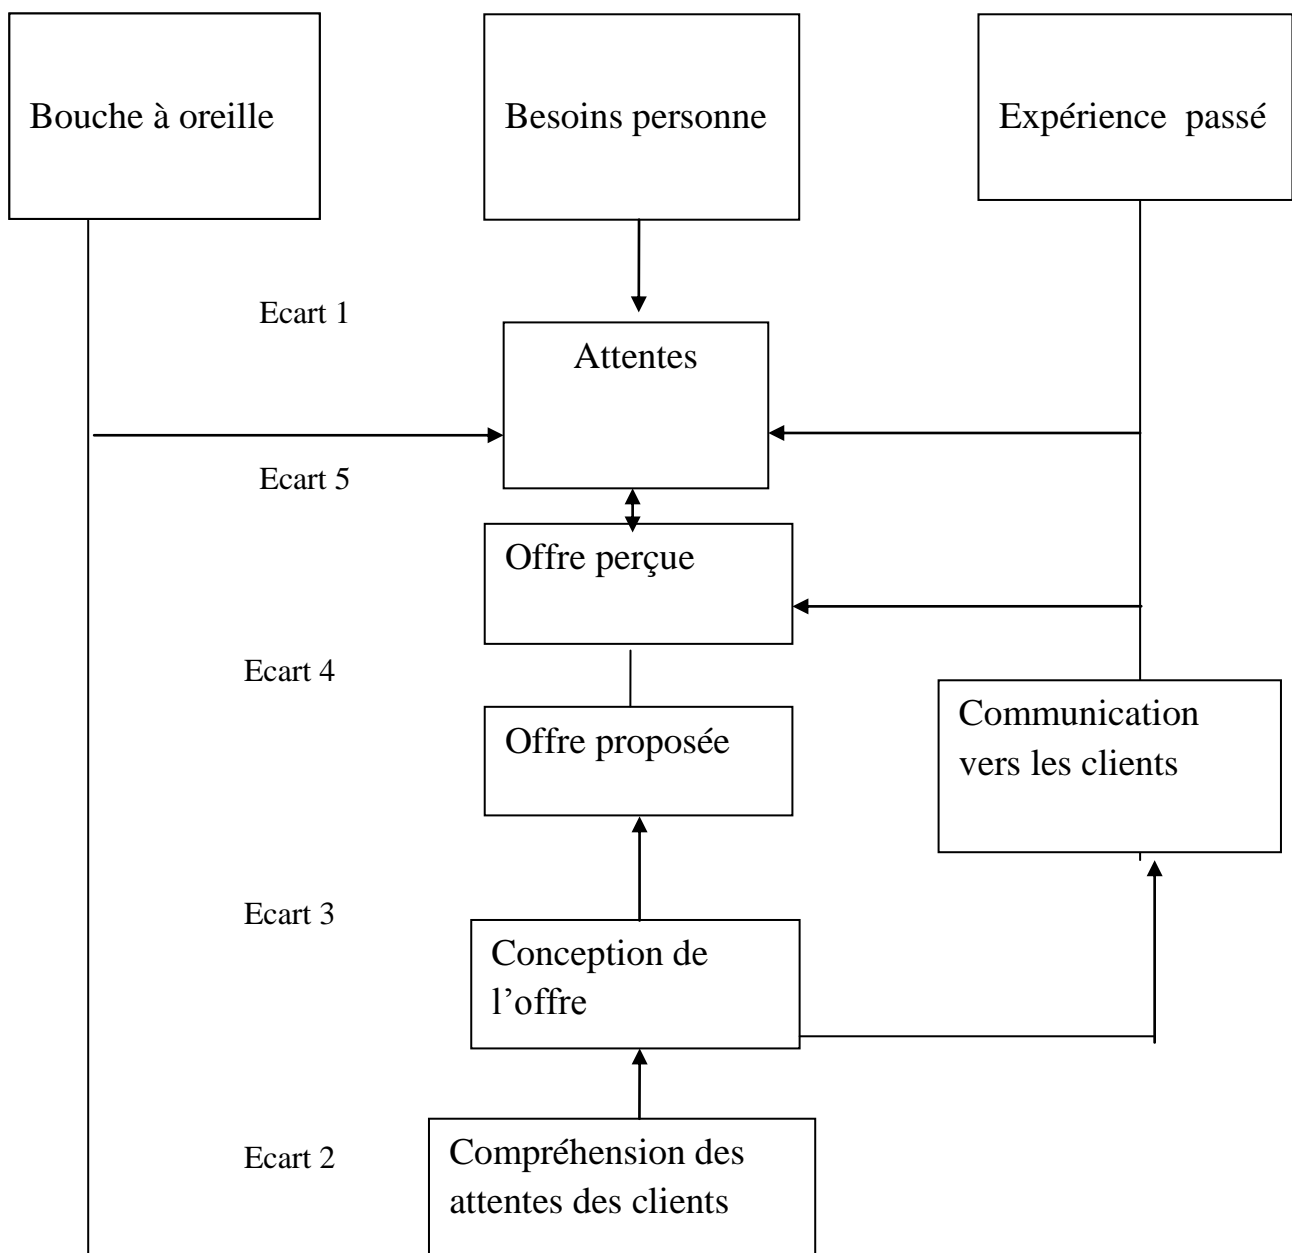 Bouche à oreille
Besoins personne
Expérience passé
Ecart 1
Attentes
Ecart 5
Offre perçue
Ecart 4
Offre proposée
Communication
vers les clients
Ecart 3
Conception de
l’offre
Ecart 2
Compréhension des
attentes des clients